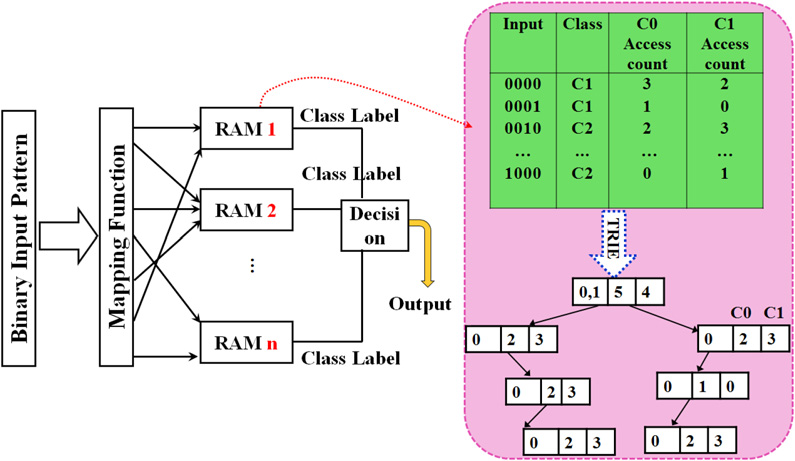 Binary Input Pattern
Mapping Function
RAM 1
RAM 2
...
RAM n
Class Label
Class Label
Class Label
Decisi
on
Output
Input Class C0 C1
Access Access
count count
0000 C1 3 2
0001 C1 1 0
0010 C2 2 3
... ... ... ...
1000 C2 0 1
TRIE
0,1 5 4
C0 C1
0 2 3
0 2 3
0 2 3
0 1 0
0 2 3
0 2 3